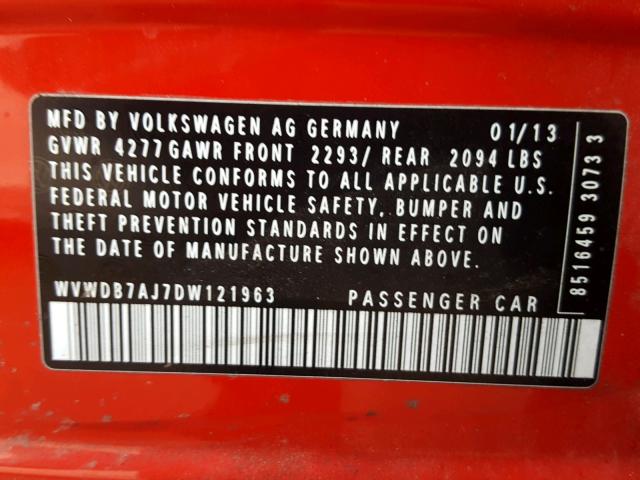 MFD BY VOLKSWAGEN AG GERMANY 01/13
GVWR 4277 GAWR FRONT 2293/ REAR 2094 LBS
THIS VEHICLE CONFORMS TO ALL APPLICABLE U.S.
FEDERAL MOTOR VEHICLE SAFETY, BUMPER AND
THEFT PREVENTION STANDARDS IN EFFECT ON
THE DATE OF MANUFACTURE SHOWN ABOVE.
WVWDB7AJ7DW121963 PASSENGER CAR
8516459 3073 3